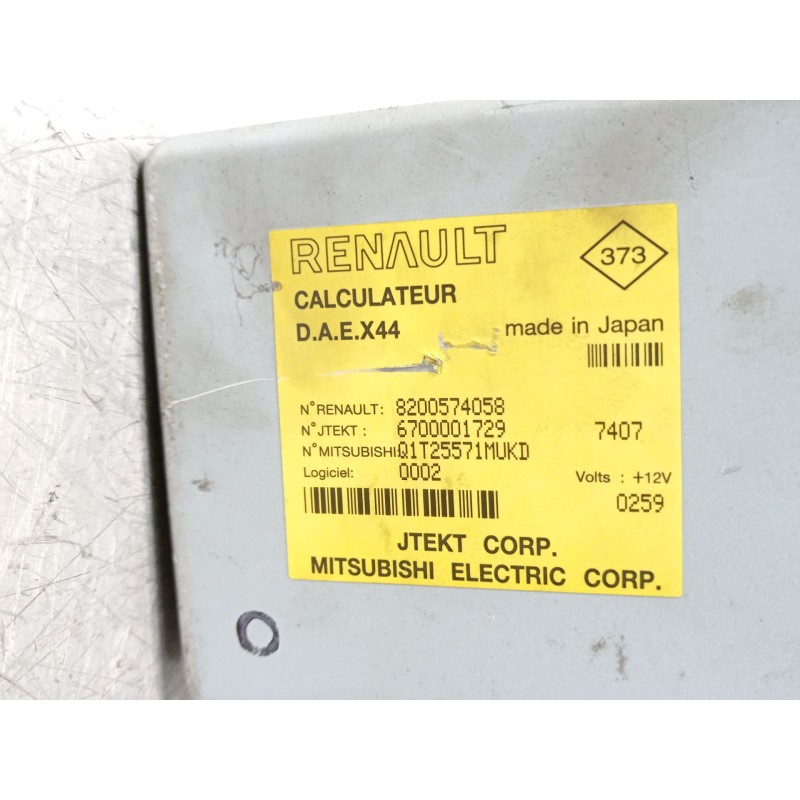 RENAULT
373
CALCULATEUR
D.A.E.X44
made in Japan
N°RENAULT: 8200574058
N°JTEKT : 6700001729 7407
N°MITSUBISHI Q1T25571MUKD
Logiciel: 0002 Volts : +12V
0259
JTEKT CORP.
MITSUBISHI ELECTRIC CORP.